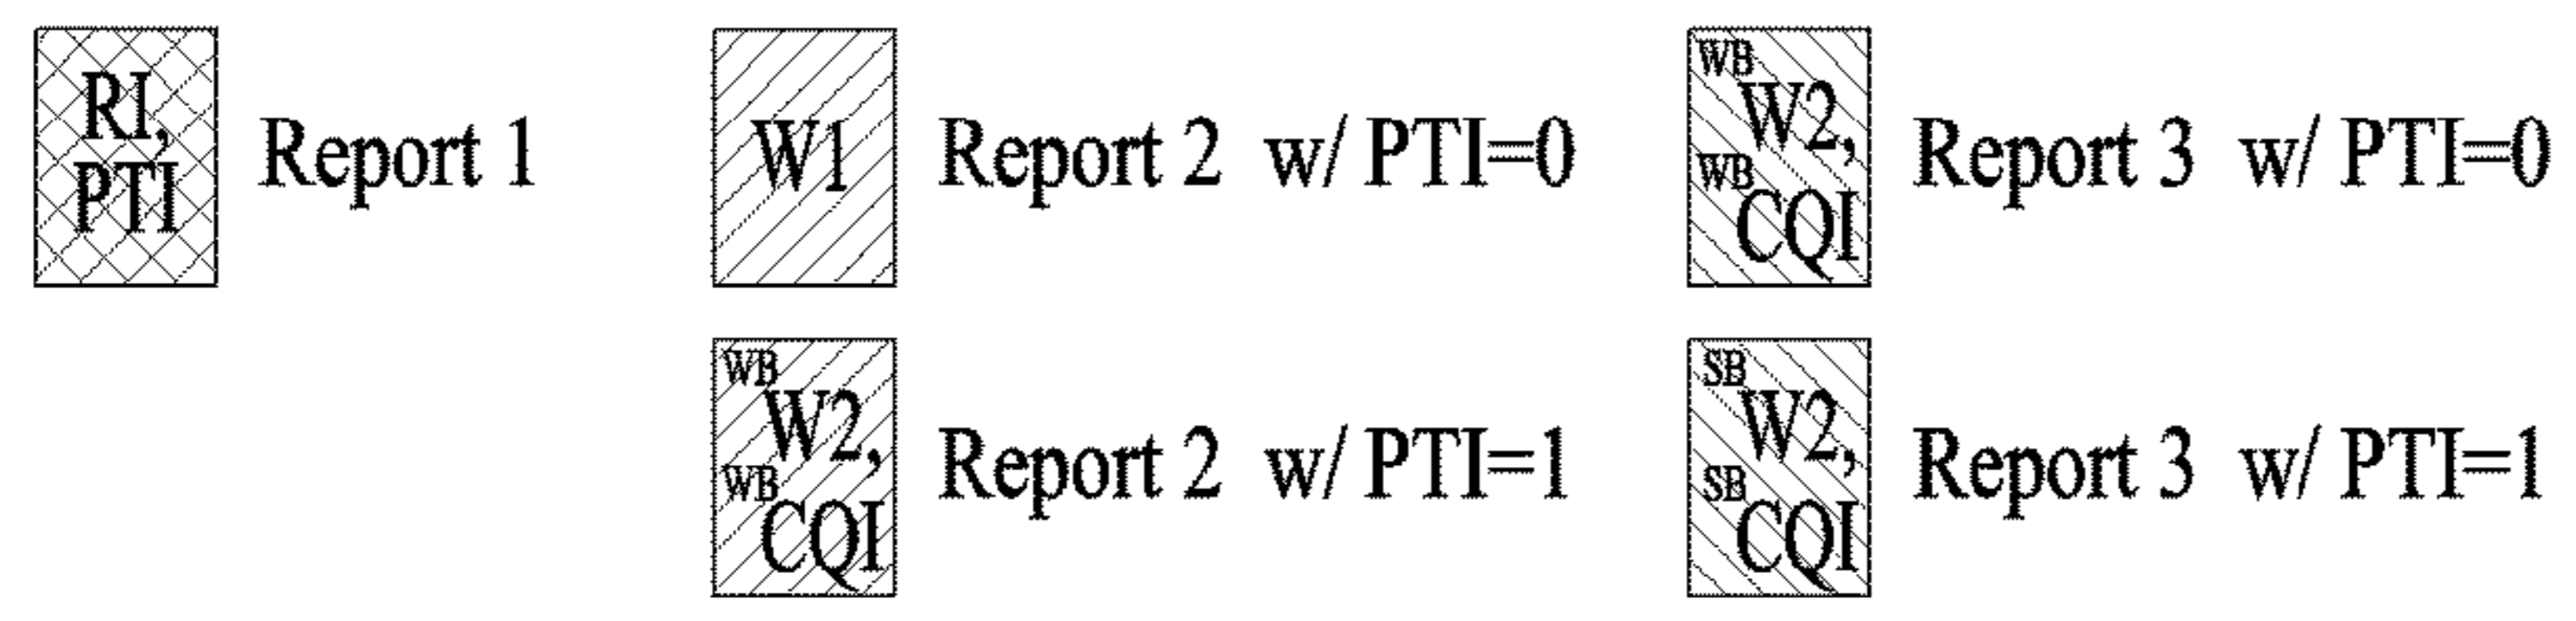 RI,
PTI
Report 1
W1
Report 2 w/ PTI=0
WB
W2,
WB
CQI
Report 3 w/ PTI=0
WB
W2,
WB
CQI
Report 2 w/ PTI=1
SB
W2,
SB
CQI
Report 3 w/ PTI=1